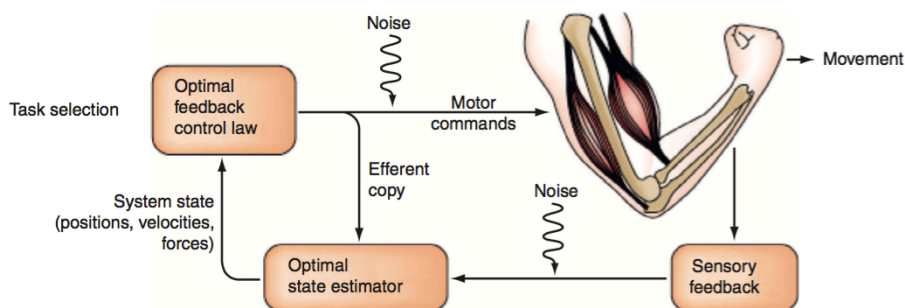 Noise
Optimal
feedback
control law
Task selection
Motor
commands
Movement
Efferent
copy
System state
(positions, velocities,
forces)
Noise
Optimal
state estimator
Sensory
feedback